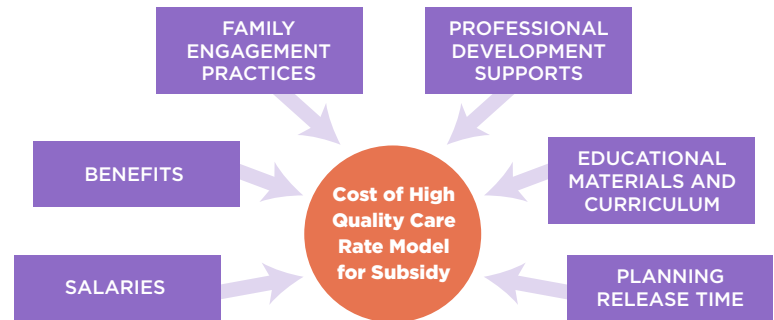 FAMILY
ENGAGEMENT
PRACTICES
PROFESSIONAL
DEVELOPMENT
SUPPORTS
BENEFITS
EDUCATIONAL
MATERIALS AND
CURRICULUM
Cost of High
Quality Care
Rate Model
for Subsidy
SALARIES
PLANNING
RELEASE TIME